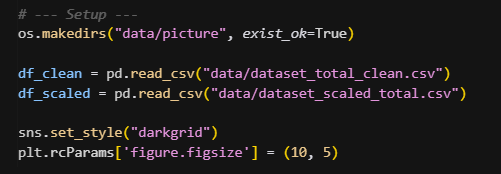 # --- Setup ---
os.makedirs("data/picture", exist_ok=True)
df_clean = pd.read_csv("data/dataset_total_clean.csv")
df_scaled = pd.read_csv("data/dataset_scaled_total.csv")
sns.set_style("darkgrid")
plt.rcParams['figure.figsize'] = (10, 5)